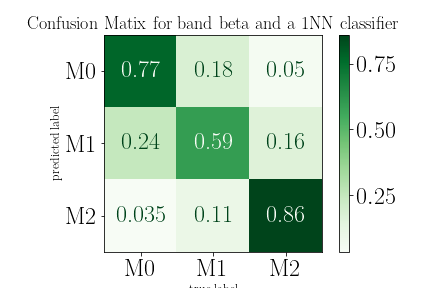 Confusion Matix for band beta and a 1NN classifier
M0 0.77 0.18 0.05 0.75
M1 0.24 0.59 0.16 0.50
M2 0.035 0.11 0.86 0.25
predicted label
M0 M1 M2
true label